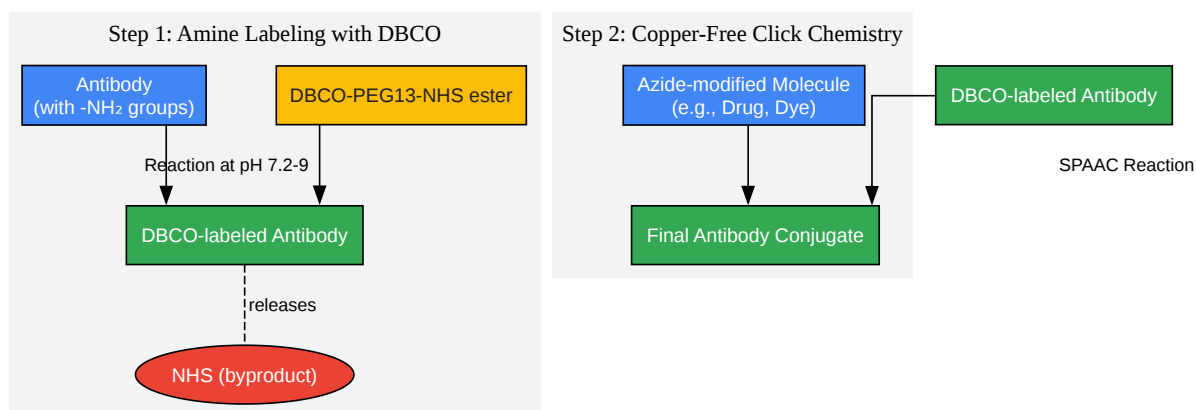 Step 1: Amine Labeling with DBCO
Antibody
(with -NH₂ groups)
DBCO-PEG13-NHS ester
Reaction at pH 7.2-9
DBCO-labeled Antibody
releases
NHS (byproduct)
Step 2: Copper-Free Click Chemistry
Azide-modified Molecule
(e.g., Drug, Dye)
DBCO-labeled Antibody
SPAAC Reaction
Final Antibody Conjugate